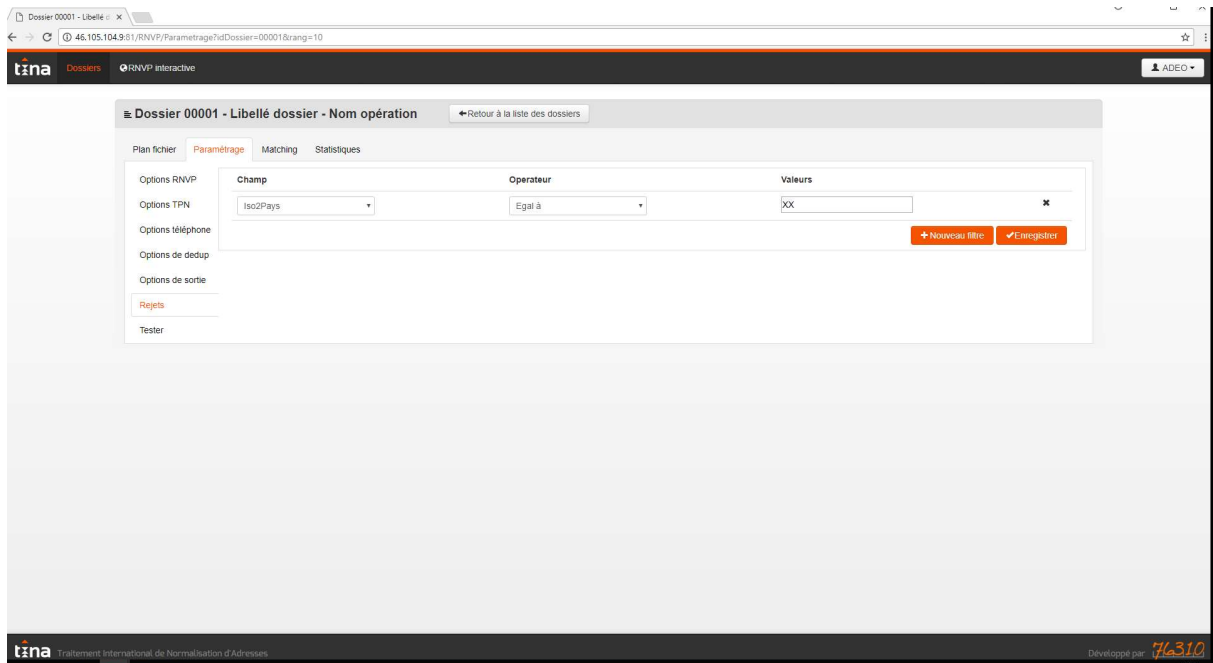 Dossier 00001 - Libellé d
46.105.104.9:81/RNVP/Parametrage?idDossier=00001&rang=10
tina Dossiers RNVP interactive ADEO
Dossier 00001 - Libellé dossier - Nom opération Retour à la liste des dossiers
Plan fichier Paramétrage Matching Statistiques
Options RNVP Champ Operateur Valeurs
Options TPN Iso2Pays Egal à XX
Options téléphone Nouveau filtre Enregistrer
Options de dedup
Options de sortie
Rejets
Tester
tina Traitement International de Normalisation d'Adresses Développé par 76310